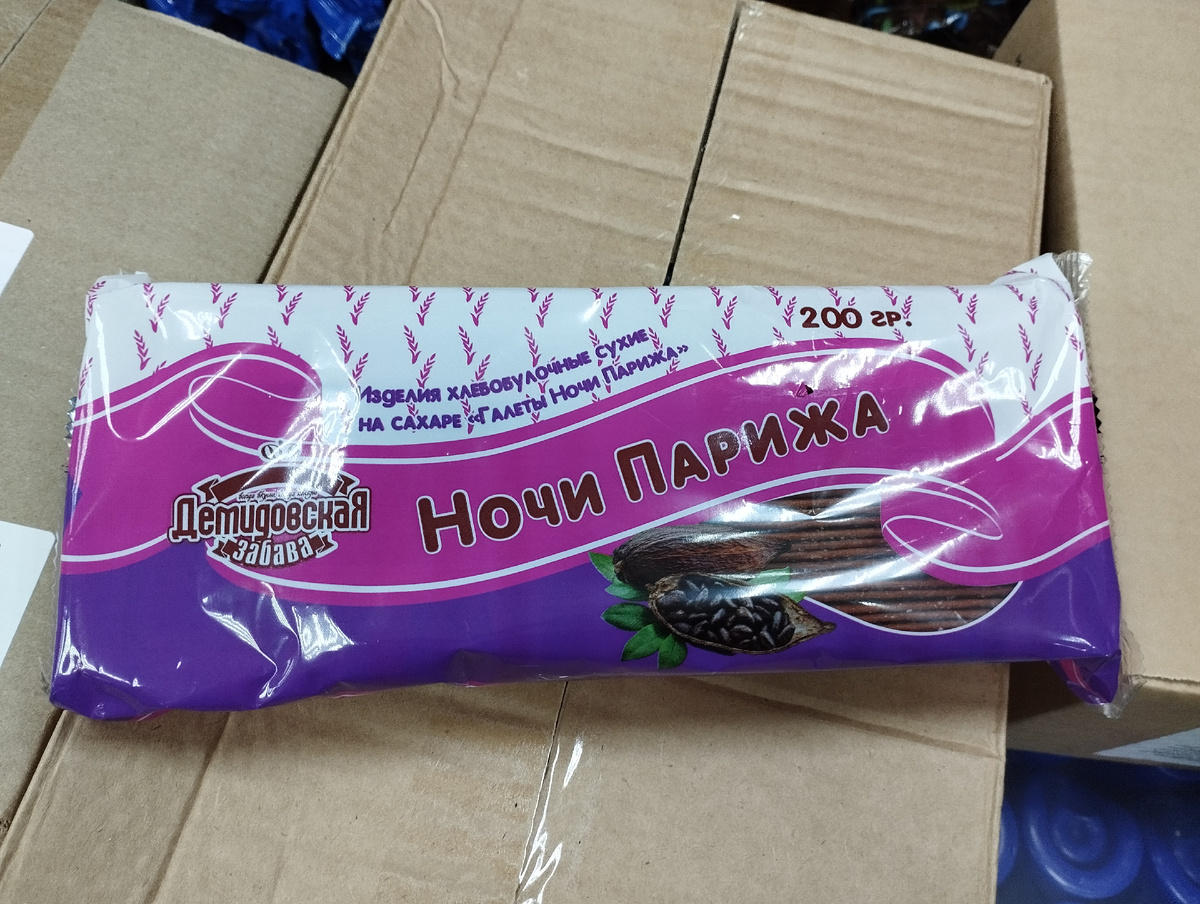 200 гр.
Изделия хлебобулочные сухие
на сахаре «Галеты Ночи Парижа»
Ночи Парижа
Демидовская
забава